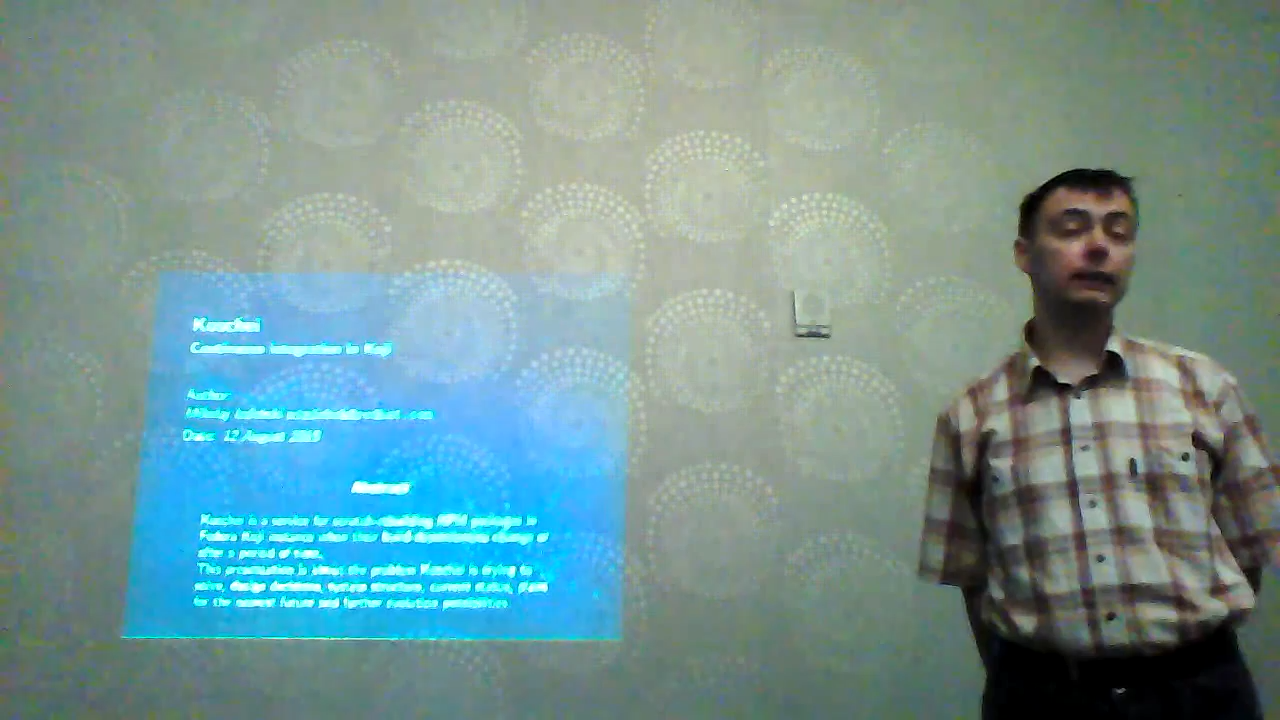 Koschei
Continuous integration in Koji
Author:
Date: 12 August 2015
Abstract
Koschei is a service for scratch-rebuilding RPM packages in
Fedora Koji instance when their build-dependencies change or
after a period of time.
This presentation is about the problem Koschei is trying to
solve, design decisions, system structure, current status, plans
for the nearest future and further evolution possibilities.